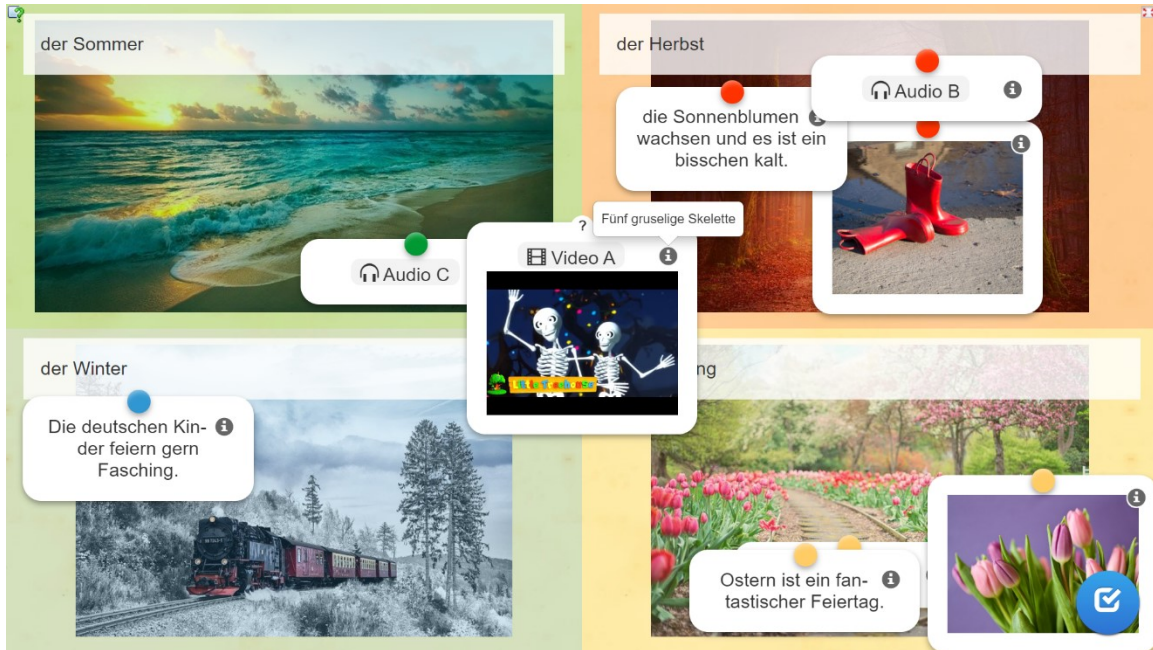 der Sommer
der Herbst
Audio B
die Sonnenblumen
wachsen und es ist ein
bisschen kalt.
Fünf gruselige Skelette
?
Video A
Audio C
der Winter
ng
Die deutschen Kin-
der feiern gern
Fasching.
Ostern ist ein fan-
tastischer Feiertag.